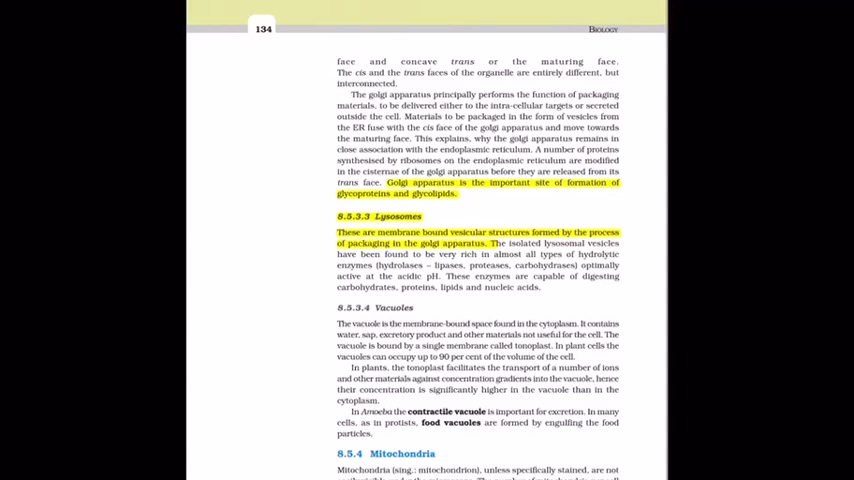 134
BIOLOGY
face and concave trans or the maturing face.
The cis and the trans faces of the organelle are entirely different, but
interconnected.
The golgi apparatus principally performs the function of packaging
materials, to be delivered either to the intra-cellular targets or secreted
outside the cell. Materials to be packaged in the form of vesicles from
the ER fuse with the cis face of the golgi apparatus and move towards
the maturing face. This explains, why the golgi apparatus remains in
close association with the endoplasmic reticulum. A number of proteins
synthesised by ribosomes on the endoplasmic reticulum are modified
in the cisternae of the golgi apparatus before they are released from its
trans face. Golgi apparatus is the important site of formation of
glycoproteins and glycolipids.
8.5.3.3 Lysosomes
These are membrane bound vesicular structures formed by the process
of packaging in the golgi apparatus. The isolated lysosomal vesicles
have been found to be very rich in almost all types of hydrolytic
enzymes (hydrolases – lipases, proteases, carbohydrases) optimally
active at the acidic pH. These enzymes are capable of digesting
carbohydrates, proteins, lipids and nucleic acids.
8.5.3.4 Vacuoles
The vacuole is the membrane-bound space found in the cytoplasm. It contains
water, sap, excretory product and other materials not useful for the cell. The
vacuole is bound by a single membrane called tonoplast. In plant cells the
vacuoles can occupy up to 90 per cent of the volume of the cell.
In plants, the tonoplast facilitates the transport of a number of ions
and other materials against concentration gradients into the vacuole, hence
their concentration is significantly higher in the vacuole than in the
cytoplasm.
In Amoeba the contractile vacuole is important for excretion. In many
cells, as in protists, food vacuoles are formed by engulfing the food
particles.
8.5.4 Mitochondria
Mitochondria (sing.: mitochondrion), unless specifically stained, are not